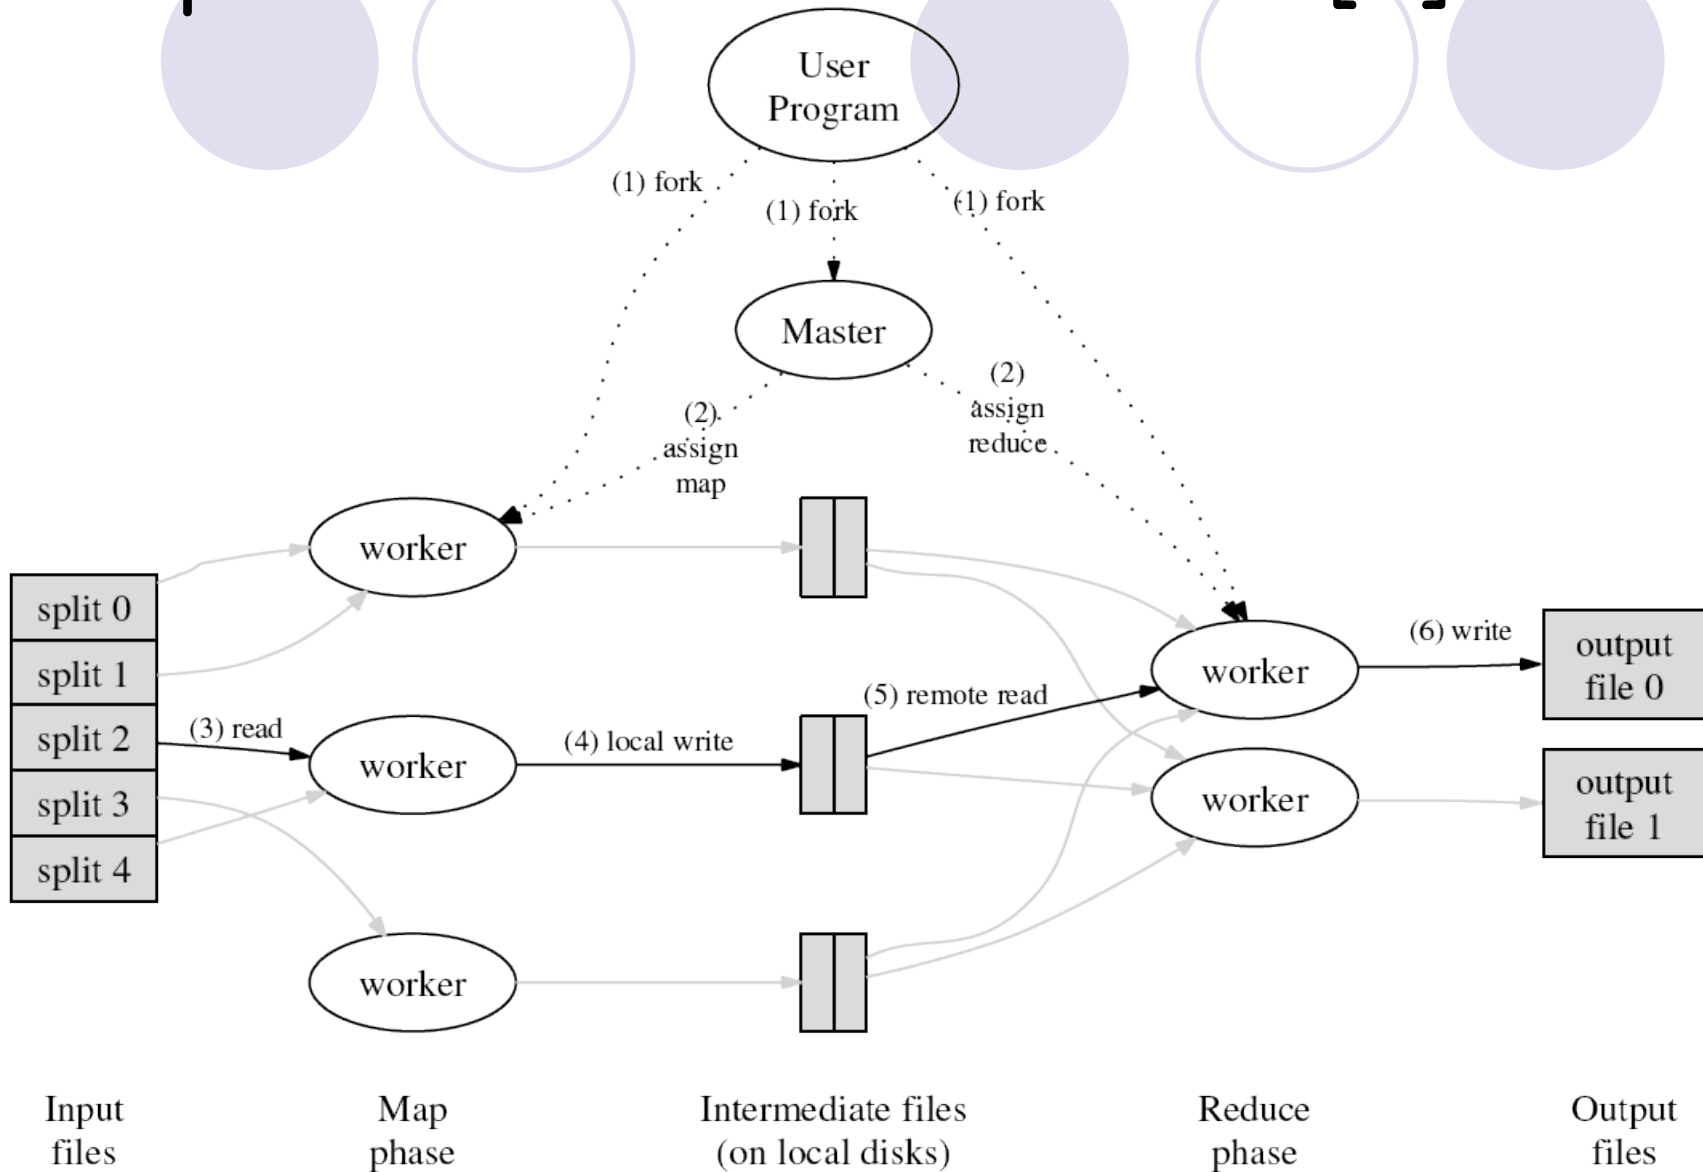 User
Program
(1) fork
(1) fork
(1) fork
Master
(2)
assign
map
(2)
assign
reduce
worker
split 0
split 1
split 2
split 3
split 4
(3) read
worker
(4) local write
worker
(5) remote read
worker
worker
(6) write
output
file 0
output
file 1
Input
files
Map
phase
Intermediate files
(on local disks)
Reduce
phase
Output
files